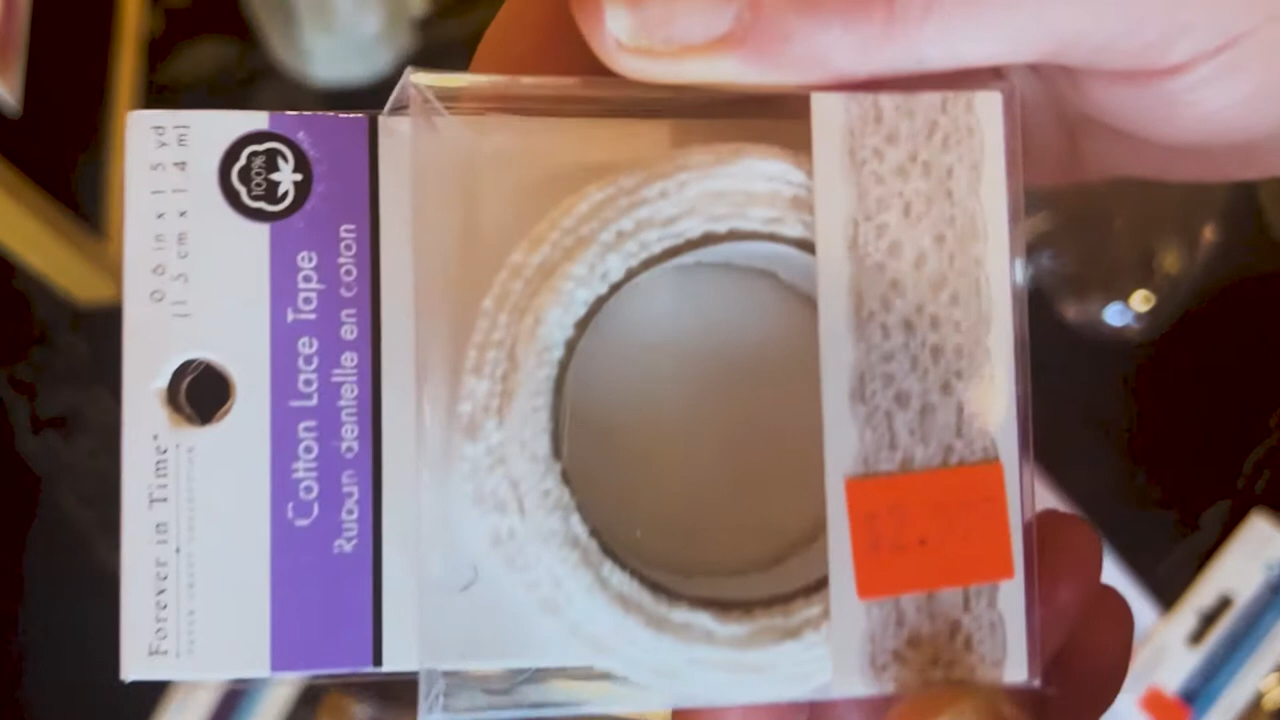 0.6 in x 1.5 yd
[1.5 cm x 1.4 m]
100%
Forever in Time
Cotton Lace Tape
Ruban dentelle en coton